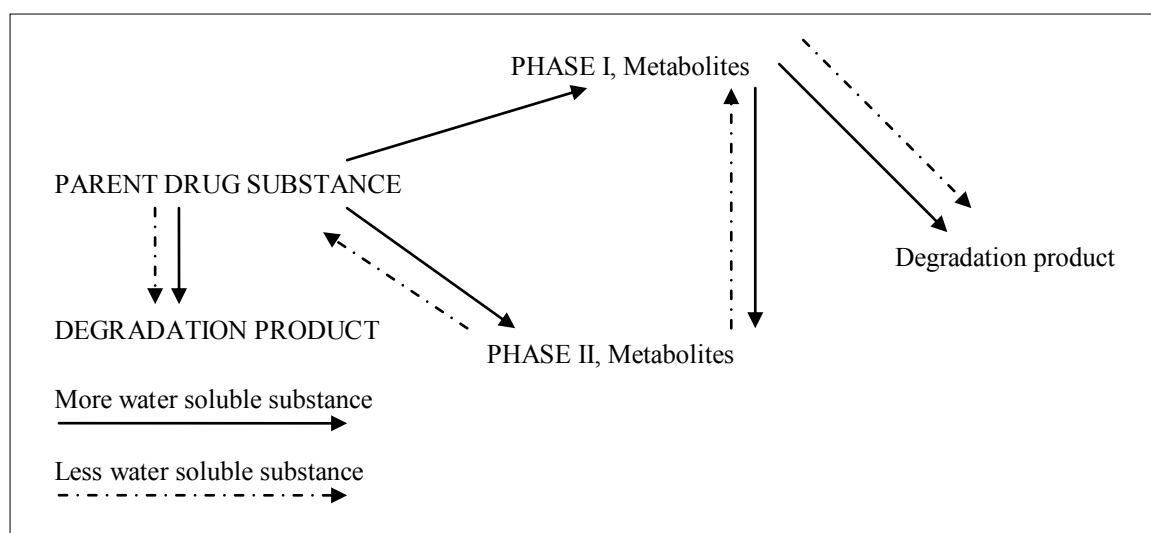 PHASE I, Metabolites
PARENT DRUG SUBSTANCE
Degradation product
DEGRADATION PRODUCT
PHASE II, Metabolites
More water soluble substance
Less water soluble substance